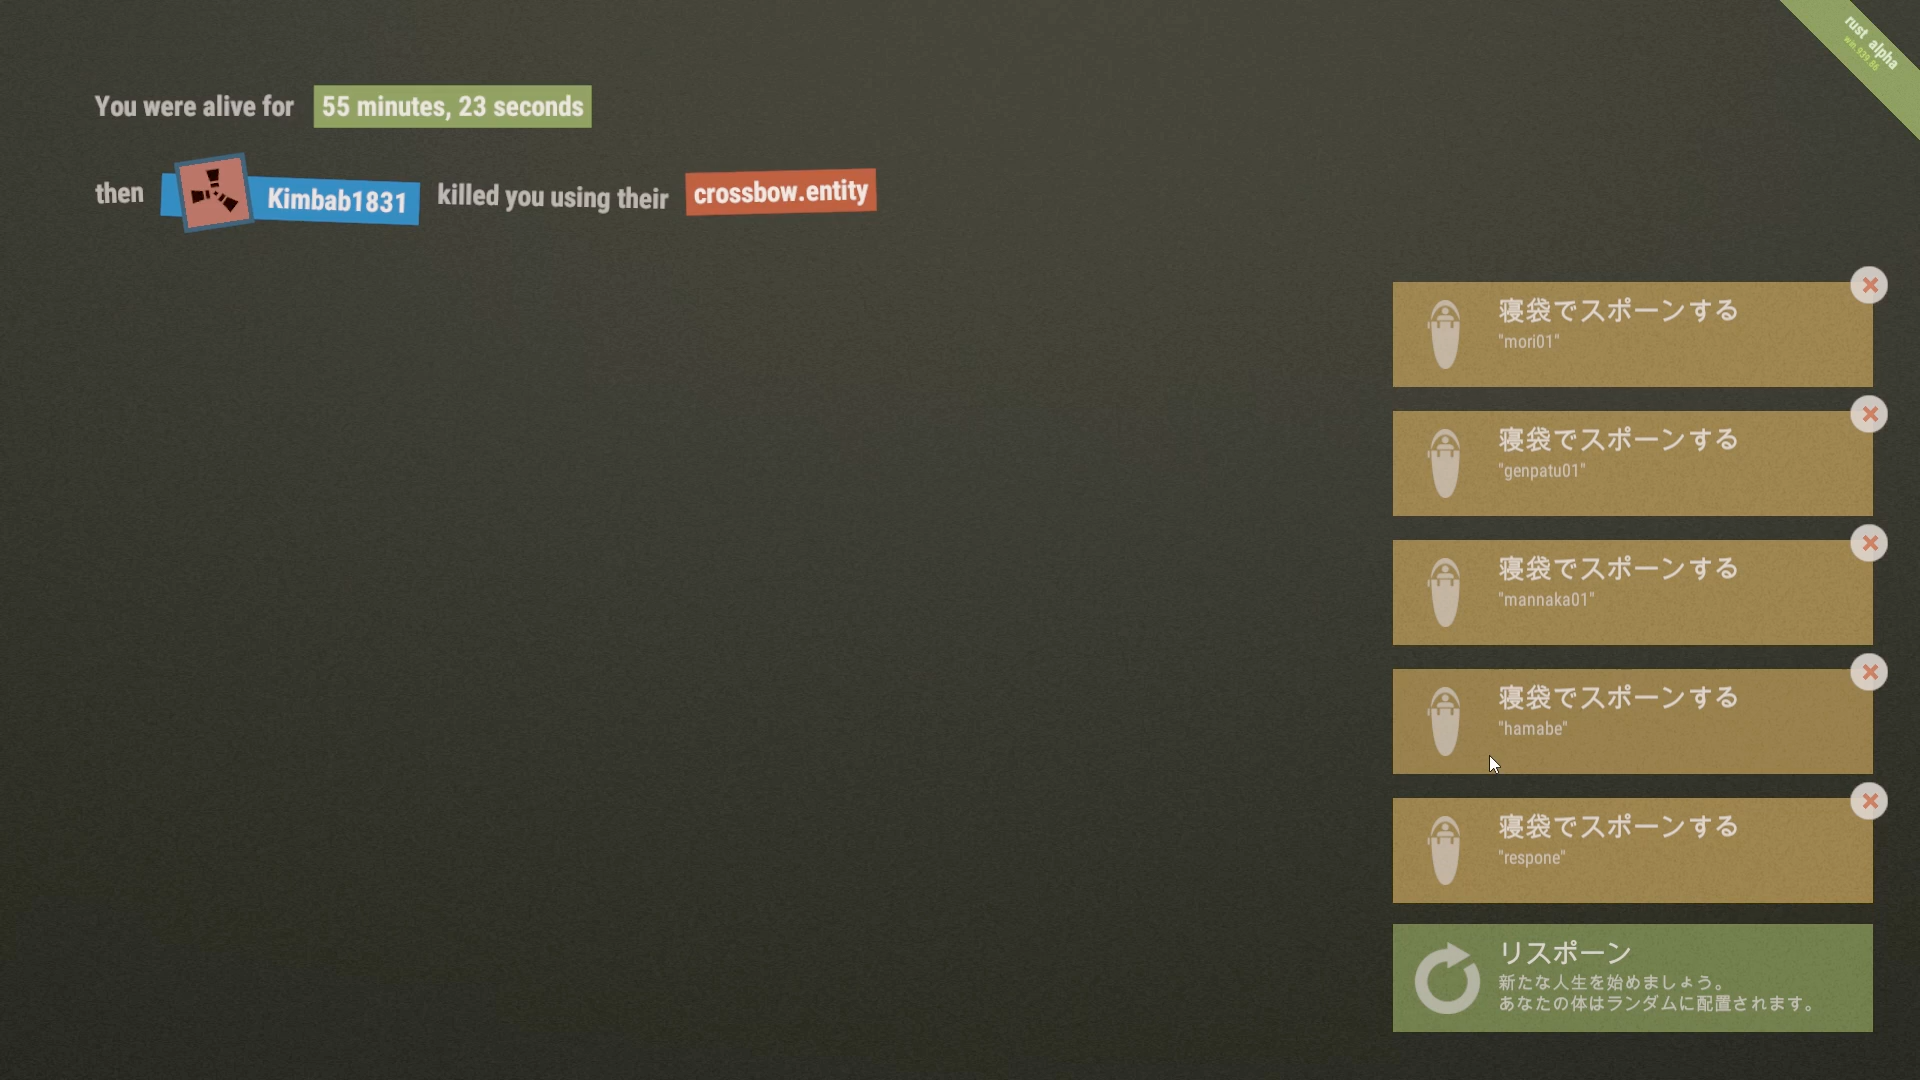 rust alpha
You were alive for 55 minutes, 23 seconds
then Kimbab1831 killed you using their crossbow.entity
寝袋でスポーンする
"mori01"
寝袋でスポーンする
"genpatu01"
寝袋でスポーンする
"mannaka01"
寝袋でスポーンする
"hamabe"
寝袋でスポーンする
"respone"
リスポーン
新たな人生を始めましょう。
あなたの体はランダムに配置されます。